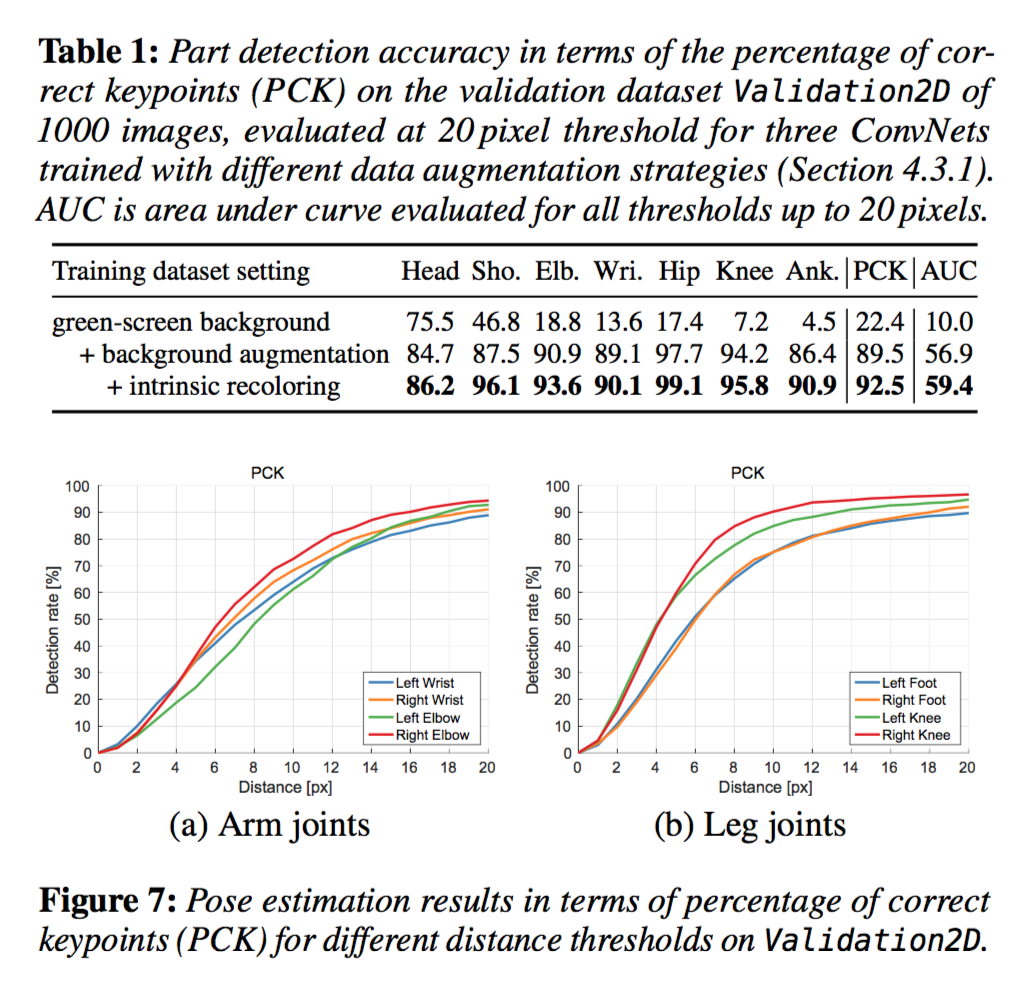 Table 1: Part detection accuracy in terms of the percentage of cor-
rect keypoints (PCK) on the validation dataset Validation2D of
1000 images, evaluated at 20 pixel threshold for three ConvNets
trained with different data augmentation strategies (Section 4.3.1).
AUC is area under curve evaluated for all thresholds up to 20 pixels.
Training dataset setting Head Sho. Elb. Wri. Hip Knee Ank. PCK AUC
green-screen background 75.5 46.8 18.8 13.6 17.4 7.2 4.5 22.4 10.0
+ background augmentation 84.7 87.5 90.9 89.1 97.7 94.2 86.4 89.5 56.9
+ intrinsic recoloring 86.2 96.1 93.6 90.1 99.1 95.8 90.9 92.5 59.4
PCK
100
90
80
70
60
50
40
30
20
10
0
Detection rate [%]
Left Wrist
Right Wrist
Left Elbow
Right Elbow
0 2 4 6 8 10 12 14 16 18 20
Distance [px]
(a) Arm joints
PCK
100
90
80
70
60
50
40
30
20
10
0
Detection rate [%]
Left Foot
Right Foot
Left Knee
Right Knee
0 2 4 6 8 10 12 14 16 18 20
Distance [px]
(b) Leg joints
Figure 7: Pose estimation results in terms of percentage of correct
keypoints (PCK) for different distance thresholds on Validation2D.